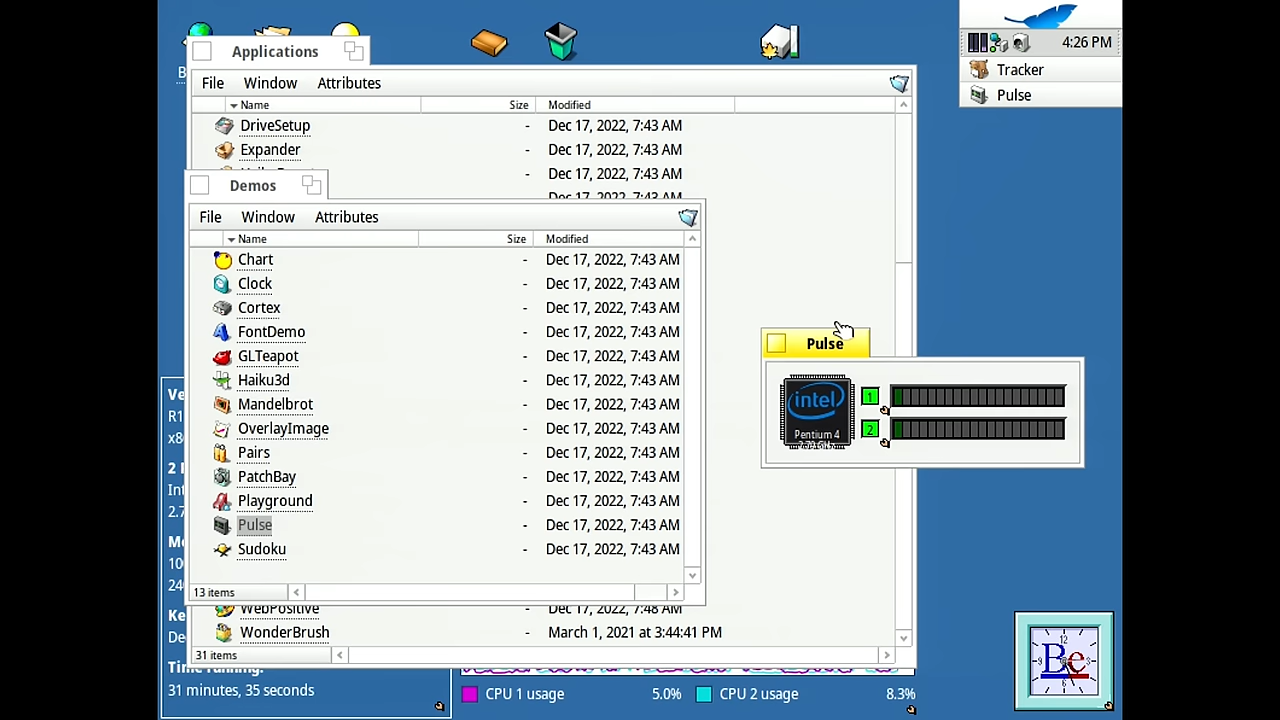 Applications
File Window Attributes
Name Size Modified
DriveSetup - Dec 17, 2022, 7:43 AM
Expander - Dec 17, 2022, 7:43 AM
- Dec 17, 2022, 7:43 AM
Demos
File Window Attributes
Name Size Modified
Chart - Dec 17, 2022, 7:43 AM
Clock - Dec 17, 2022, 7:43 AM
Cortex - Dec 17, 2022, 7:43 AM
FontDemo - Dec 17, 2022, 7:43 AM
GLTeapot - Dec 17, 2022, 7:43 AM
Haiku3d - Dec 17, 2022, 7:43 AM
Mandelbrot - Dec 17, 2022, 7:43 AM
OverlayImage - Dec 17, 2022, 7:43 AM
Pairs - Dec 17, 2022, 7:43 AM
PatchBay - Dec 17, 2022, 7:43 AM
Playground - Dec 17, 2022, 7:43 AM
Pulse - Dec 17, 2022, 7:43 AM
Sudoku - Dec 17, 2022, 7:43 AM
13 items
WebPositive - Dec 17, 2022, 7:48 AM
WonderBrush - March 1, 2021 at 3:44:41 PM
31 items
4:26 PM
Tracker
Pulse
Pulse
intel
Pentium 4
1
2
31 minutes, 35 seconds
CPU 1 usage 5.0% CPU 2 usage 8.3%
Be